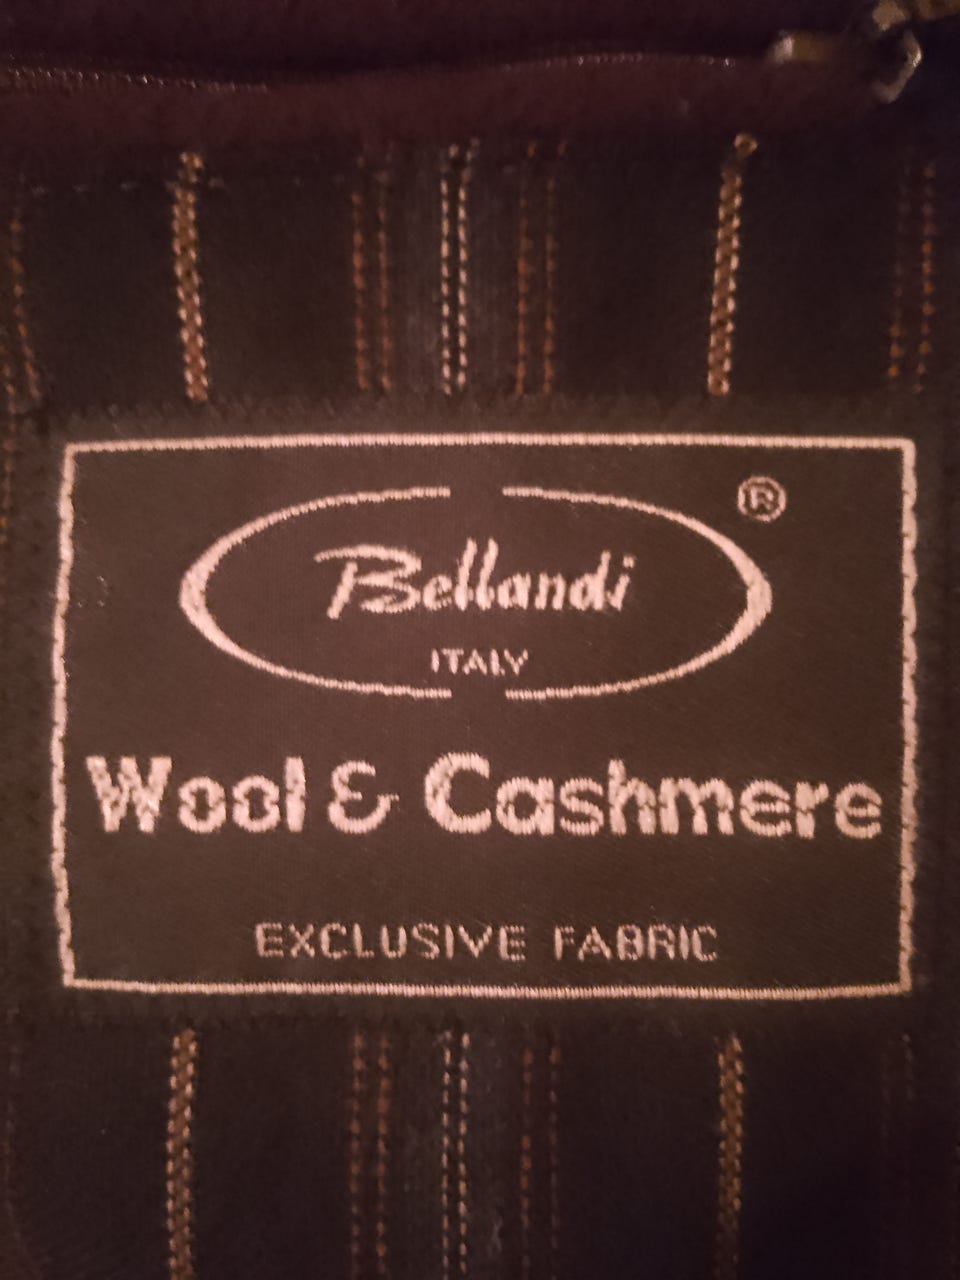 ®
Bellandi
ITALY
Wool & Cashmere
EXCLUSIVE FABRIC